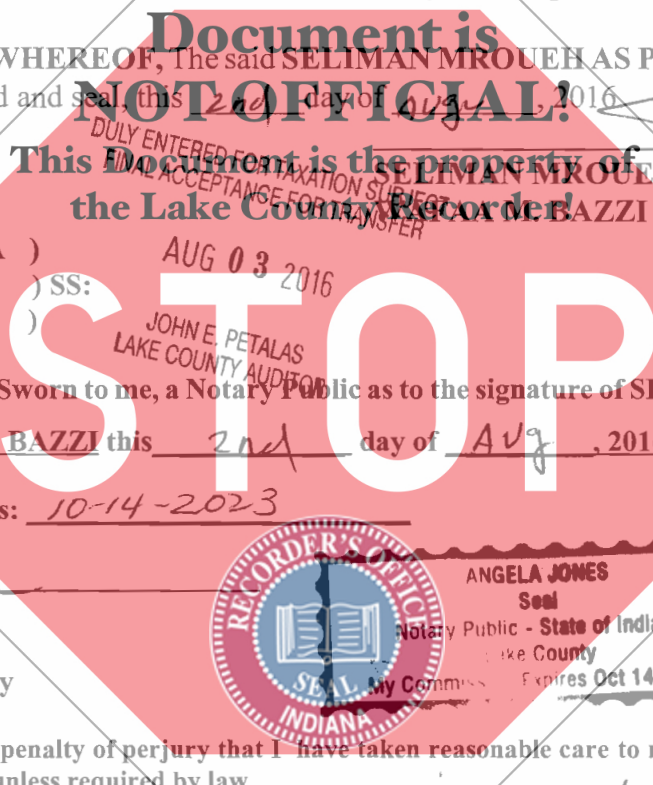 Document is
WHEREOF, The said SELIMAN MROUEH AS P
NOT OFFICIAL!
d and seal, this 2nd day of Augu, 2016
DULY ENTERED FOR TAXATION SUBJECT
FINAL ACCEPTANCE FOR TRANSFER
This Document is the property of
SELIMAN MROUE
the Lake County Recorder!
WAFAA M. BAZZI
AUG 03 2016
A )
) SS:
)
STOP
JOHN E. PETALAS
LAKE COUNTY AUDITOR
Sworn to me, a Notary Public as to the signature of SE
BAZZI this 2nd day of Aug, 201
s: 10-14-2023
RECORDER'S OFFICE
SEAL
INDIANA
ANGELA JONES
Seal
Notary Public - State of India
Lake County
My Commiss Expires Oct 14
y
penalty of perjury that I have taken reasonable care to r
unless required by law